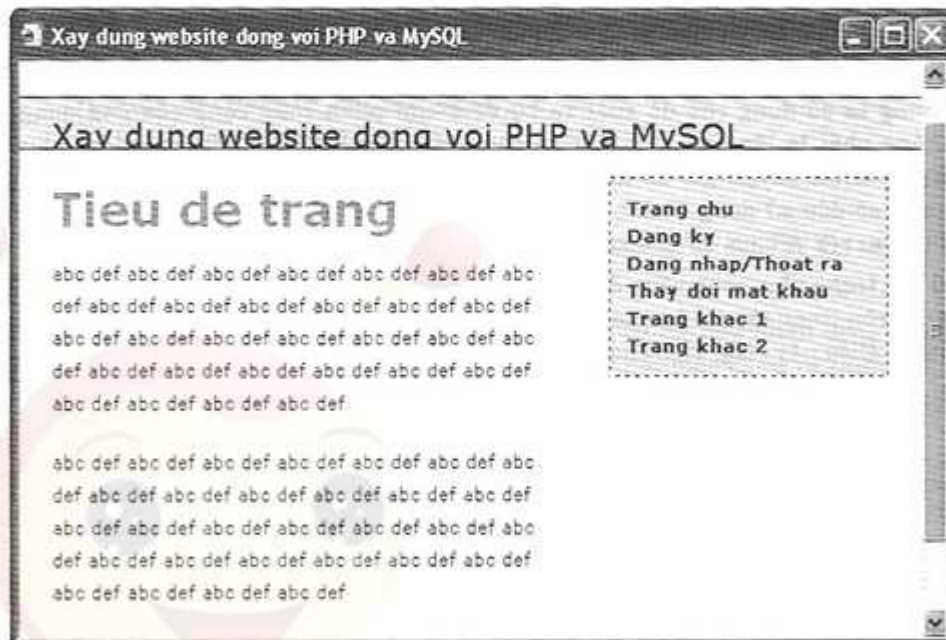 Xay dung website dong voi PHP va MySQL
Xay dung website dong voi PHP va MySQL
Tieu de trang
abc def abc def abc def abc def abc def abc def abc
def abc def abc def abc def abc def abc def abc def
abc def abc def abc def abc def abc def abc def abc
def abc def abc def abc def abc def abc def abc def
abc def abc def abc def abc def
abc def abc def abc def abc def abc def abc def abc
def abc def abc def abc def abc def abc def abc def
abc def abc def abc def abc def abc def abc def abc
def abc def abc def abc def abc def abc def abc def
abc def abc def abc def abc def
Trang chu
Dang ky
Dang nhap/Thoat ra
Thay doi mat khau
Trang khac 1
Trang khac 2